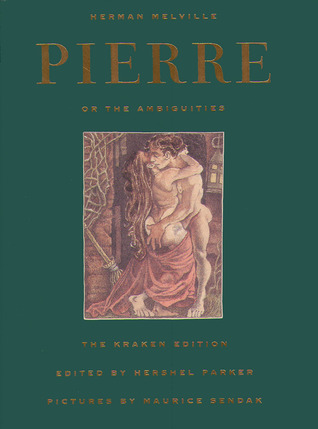 HERMAN MELVILLE
PIERRE
OR THE AMBIGUITIES
THE KRAKEN EDITION
EDITED BY HERSHEL PARKER
PICTURES BY MAURICE SENDAK